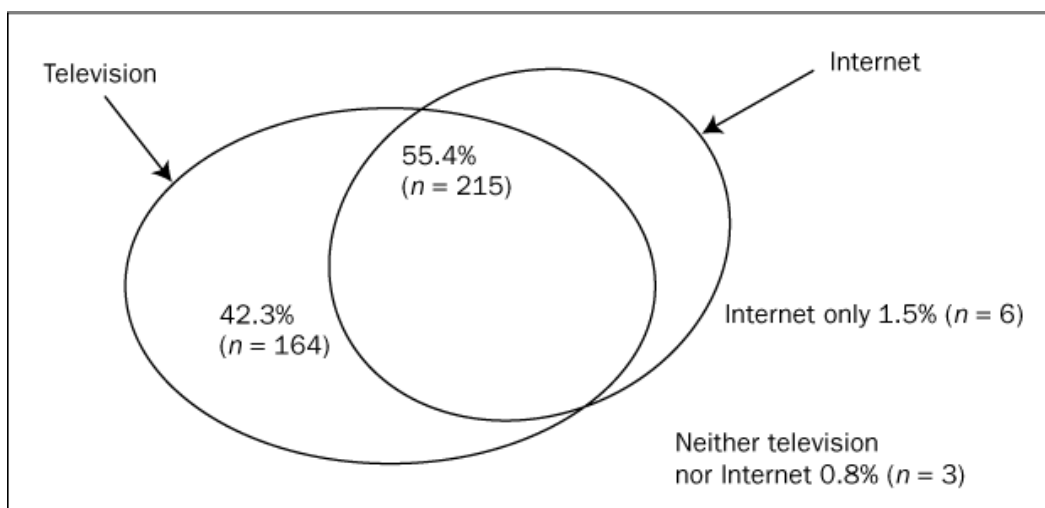 Television
Internet
55.4%
(n = 215)
42.3%
(n = 164)
Internet only 1.5% (n = 6)
Neither television
nor Internet 0.8% (n = 3)